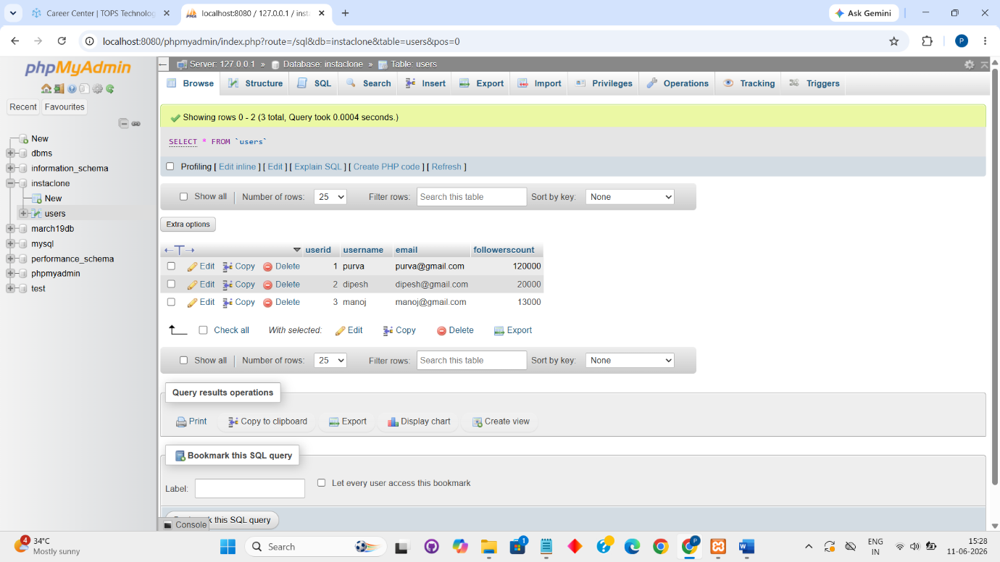 Career Center | TOPS Technolog
localhost:8080 / 127.0.0.1 / inst
Ask Gemini
localhost:8080/phpmyadmin/index.php?route=/sql&db=instaclone&table=users&pos=0
P
phpMyAdmin
Recent
Favourites
New
dbms
information_schema
instaclone
New
users
march19db
mysql
performance_schema
phpmyadmin
test
Server: 127.0.0.1 » Database: instaclone » Table: users
Browse Structure SQL Search Insert Export Import Privileges Operations Tracking Triggers
Showing rows 0 - 2 (3 total, Query took 0.0004 seconds.)
SELECT * FROM `users`
Profiling [ Edit inline ] [ Edit ] [ Explain SQL ] [ Create PHP code ] [ Refresh ]
Show all | Number of rows: 25 Filter rows: Search this table Sort by key: None
Extra options
userid username email followerscount
Edit Copy Delete 1 purva purva@gmail.com 120000
Edit Copy Delete 2 dipesh dipesh@gmail.com 20000
Edit Copy Delete 3 manoj manoj@gmail.com 13000
Check all With selected: Edit Copy Delete Export
Show all | Number of rows: 25 Filter rows: Search this table Sort by key: None
Query results operations
Print Copy to clipboard Export Display chart Create view
Bookmark this SQL query
Label:
Let every user access this bookmark
this SQL query
Console
4
34°C
Mostly sunny
Search
1
P
ENG
IN
15:28
11-06-2026